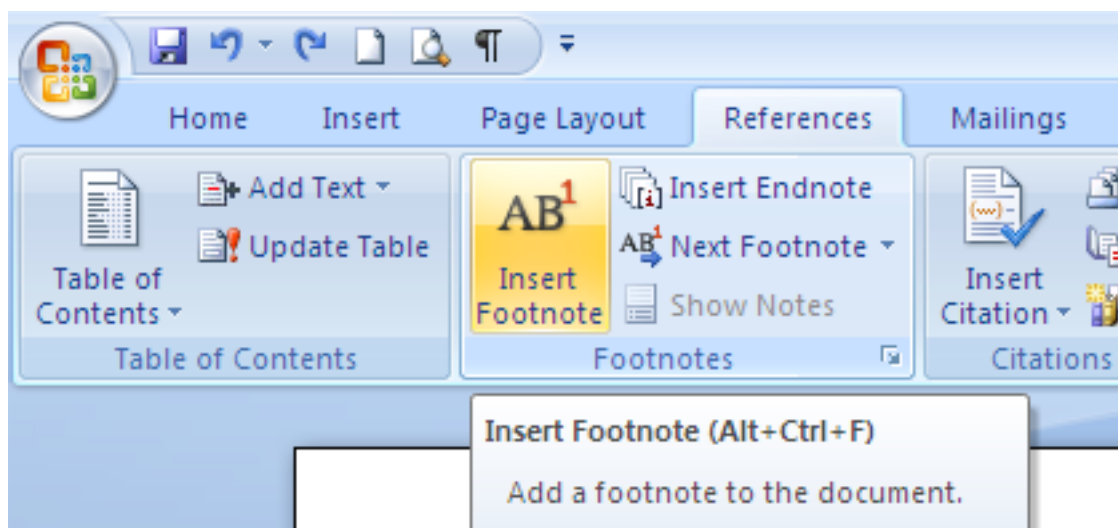 Home Insert Page Layout References Mailings
Add Text
Update Table
Table of
Contents
Table of Contents
AB1
Insert
Footnote
Insert Endnote
AB1 Next Footnote
Show Notes
Footnotes
Insert
Citation
Citations
Insert Footnote (Alt+Ctrl+F)
Add a footnote to the document.